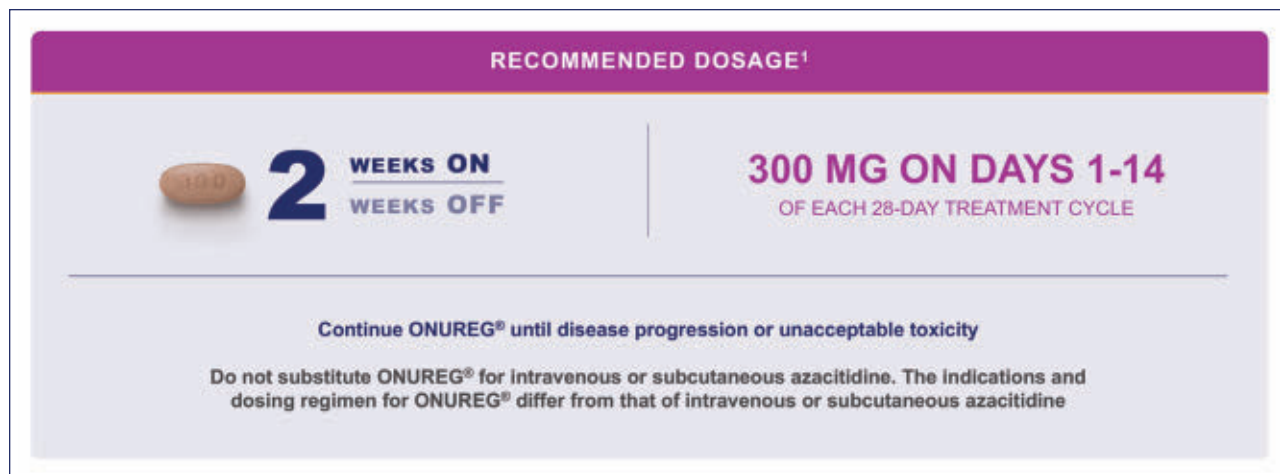 RECOMMENDED DOSAGE¹
2 WEEKS ON
WEEKS OFF
300 MG ON DAYS 1-14
OF EACH 28-DAY TREATMENT CYCLE
Continue ONUREG® until disease progression or unacceptable toxicity
Do not substitute ONUREG® for intravenous or subcutaneous azacitidine. The indications and
dosing regimen for ONUREG® differ from that of intravenous or subcutaneous azacitidine